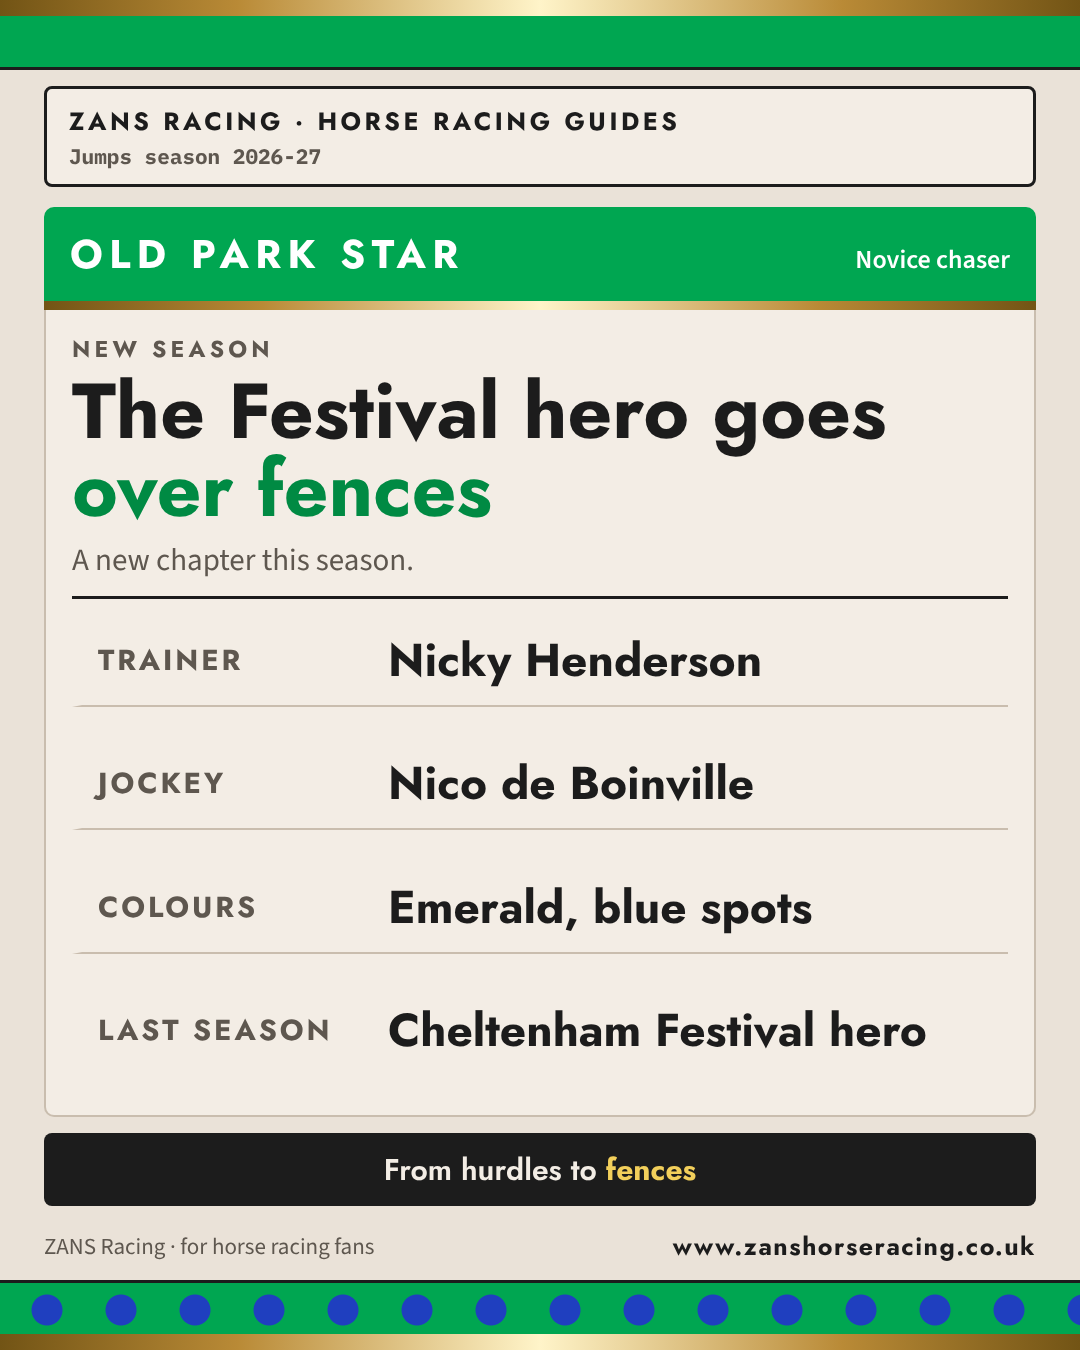 ZANS RACING · HORSE RACING GUIDES
Jumps season 2026-27
OLD PARK STAR
Novice chaser
NEW SEASON
The Festival hero goes
over fences
A new chapter this season.
TRAINER
Nicky Henderson
JOCKEY
Nico de Boinville
COLOURS
Emerald, blue spots
LAST SEASON
Cheltenham Festival hero
From hurdles to fences
ZANS Racing · for horse racing fans
www.zanshorseracing.co.uk